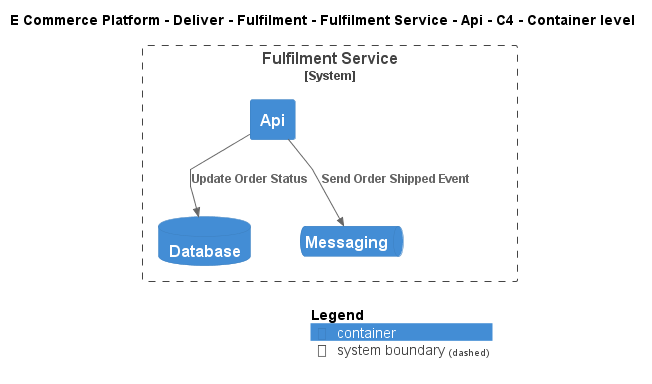 E Commerce Platform - Deliver - Fulfilment - Fulfilment Service - Api - C4 - Container level
Fulfilment Service
[System]
Api
Update Order Status
Send Order Shipped Event
Database
Messaging
Legend
container
system boundary (dashed)